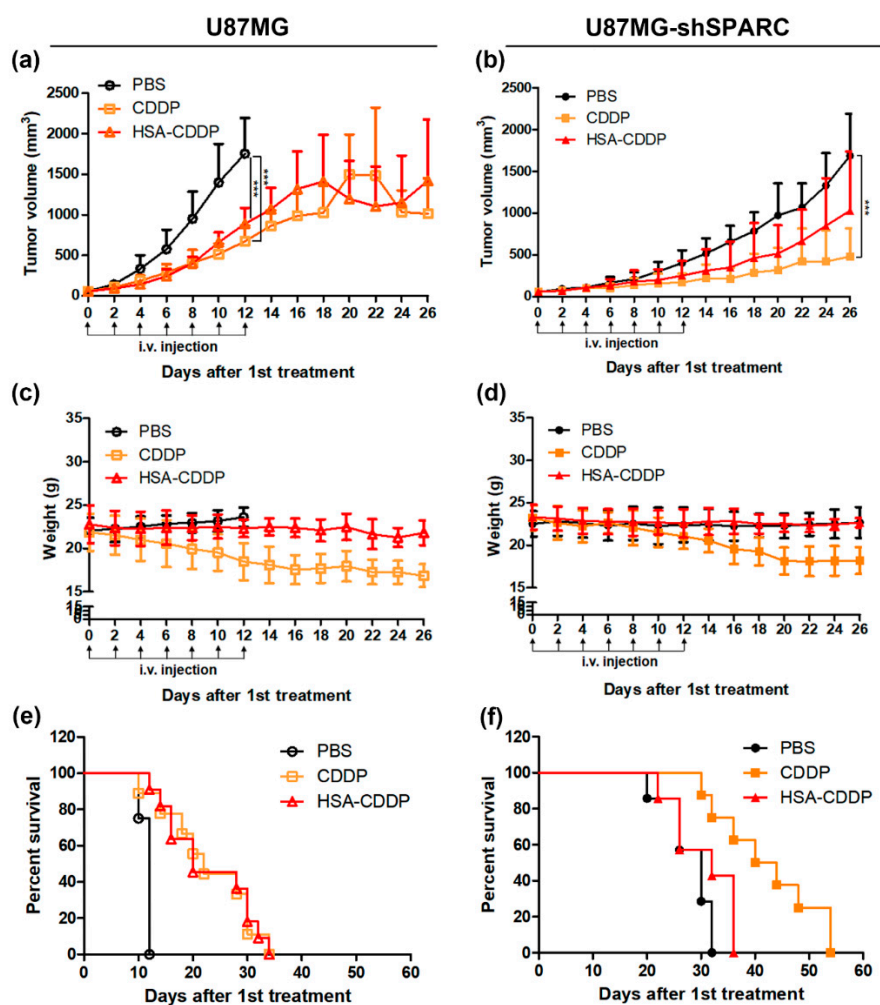 U87MG
U87MG-shSPARC
(a)
Tumor volume (mm³)
2500
2000
1500
1000
500
0
PBS
CDDP
HSA-CDDP
***
***
0 2 4 6 8 10 12 14 16 18 20 22 24 26
i.v. injection
Days after 1st treatment
(b)
Tumor volume (mm³)
2500
2000
1500
1000
500
0
PBS
CDDP
HSA-CDDP
***
0 2 4 6 8 10 12 14 16 18 20 22 24 26
i.v. injection
Days after 1st treatment
(c)
Weight (g)
35
30
25
20
15
15
0
PBS
CDDP
HSA-CDDP
0 2 4 6 8 10 12 14 16 18 20 22 24 26
i.v. injection
Days after 1st treatment
(d)
Weight (g)
35
30
25
20
15
15
0
PBS
CDDP
HSA-CDDP
0 2 4 6 8 10 12 14 16 18 20 22 24 26
i.v. injection
Days after 1st treatment
(e)
Percent survival
120
100
80
60
40
20
0
PBS
CDDP
HSA-CDDP
0 20 40 60
Days after 1st treatment
(f)
Percent survival
120
100
80
60
40
20
0
PBS
CDDP
HSA-CDDP
0 10 20 30 40 50 60
Days after 1st treatment